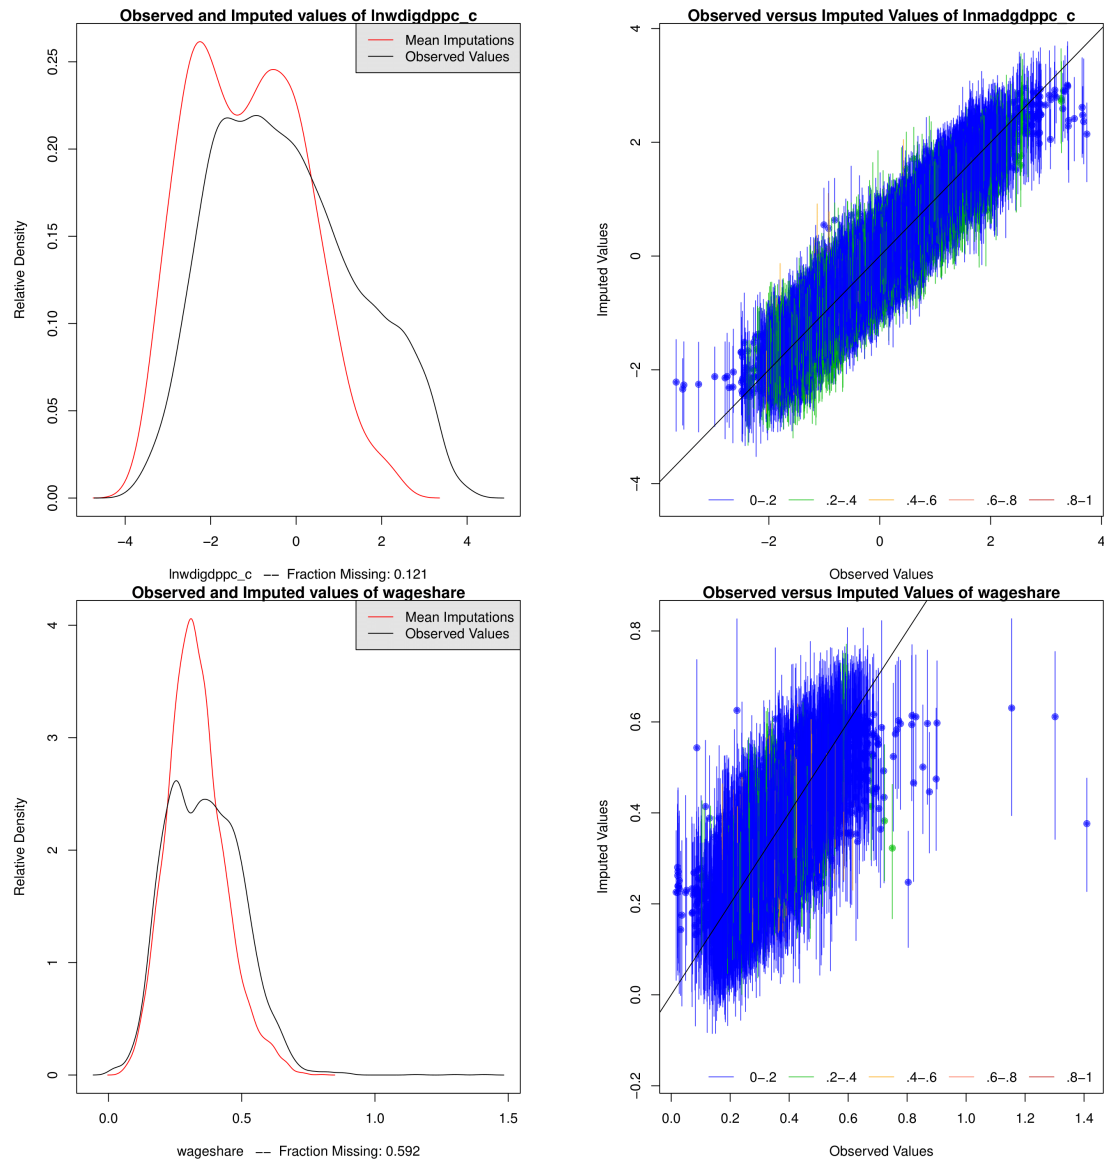 Observed and Imputed values of lnwdigdppc_c
Mean Imputations
Observed Values
Relative Density
0.00 0.05 0.10 0.15 0.20 0.25
−4 −2 0 2 4
lnwdigdppc_c −− Fraction Missing: 0.121
Observed versus Imputed Values of lnmadgdppc_c
Imputed Values
−4 −2 0 2 4
0−.2 .2−.4 .4−.6 .6−.8 .8−1
−2 0 2 4
Observed Values
Observed and Imputed values of wageshare
Mean Imputations
Observed Values
Relative Density
0 1 2 3 4
0.0 0.5 1.0 1.5
wageshare −− Fraction Missing: 0.592
Observed versus Imputed Values of wageshare
Imputed Values
−0.2 0.0 0.2 0.4 0.6 0.8
0−.2 .2−.4 .4−.6 .6−.8 .8−1
0.0 0.2 0.4 0.6 0.8 1.0 1.2 1.4
Observed Values